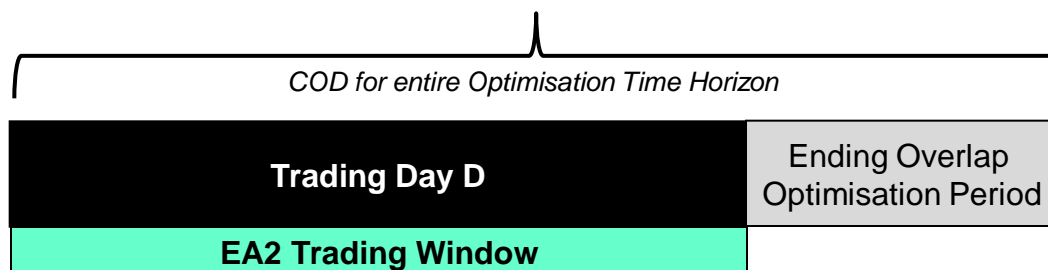 COD for entire Optimisation Time Horizon
Trading Day D
Ending Overlap
Optimisation Period
EA2 Trading Window